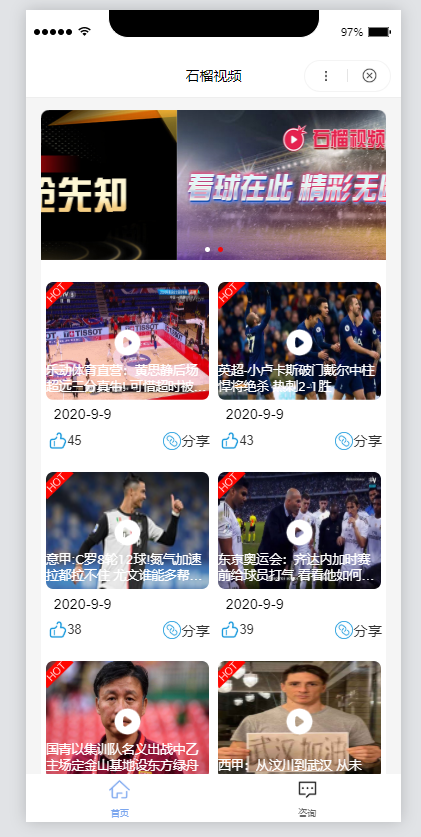 97%
石榴视频
抢先知
石榴视频
看球在此 精彩无
HOT
乐动体育直营：黄思静后场
超远三分真牛! 可惜超时被…
2020-9-9
45
分享
HOT
英超-小卢卡斯破门戴尔中柱
悍将绝杀 热刺2-1胜
2020-9-9
43
分享
HOT
意甲:C罗8轮12球!氮气加速
拉都拉不住 尤文谁能多帮…
2020-9-9
38
分享
HOT
东京奥运会：齐达内加时赛
前给球员打气 看看他如何…
2020-9-9
39
分享
HOT
国青以集训队名义出战中乙
主场定金山基地设东方绿舟
HOT
武汉加油
西甲：从汶川到武汉 从未
首页
咨询